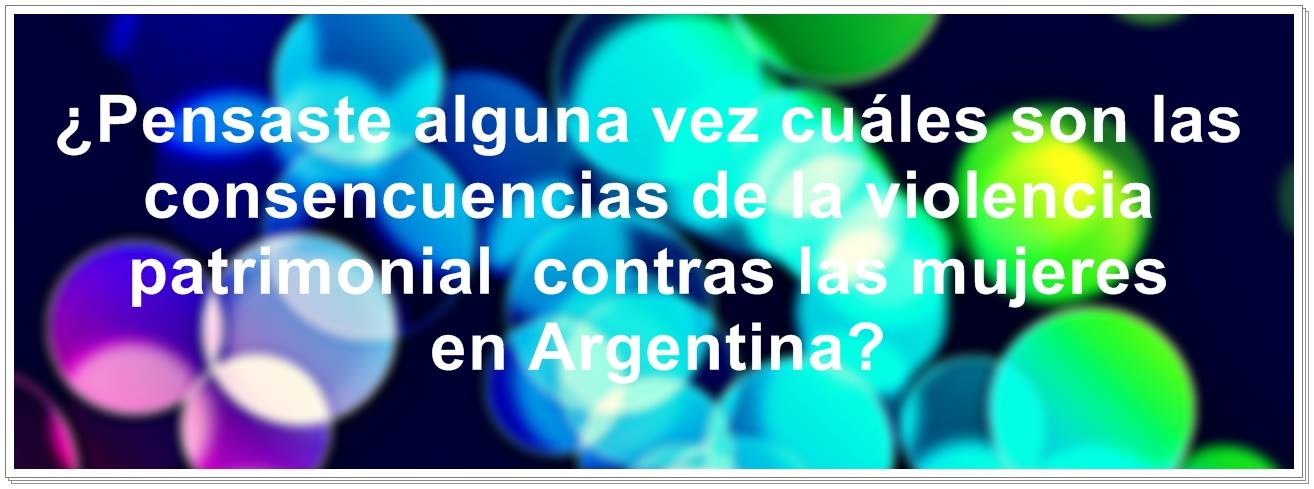 ¿Pensaste alguna vez cuáles son las
consencuencias de la violencia
patrimonial  contras las mujeres
en Argentina?